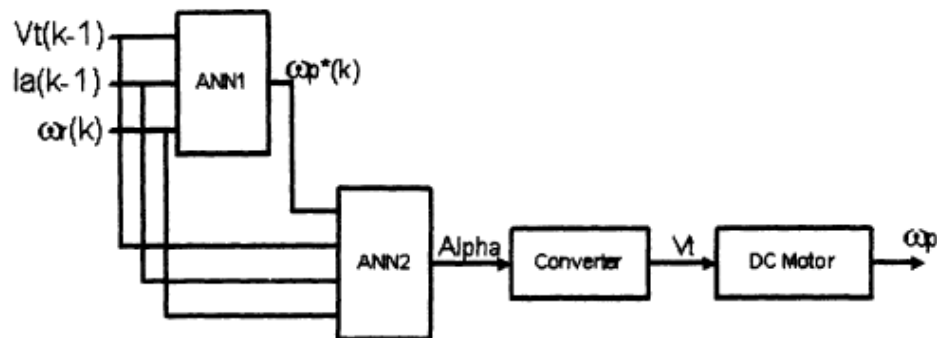 Vt(k-1)
Ia(k-1)
ωr(k)
ANN1
ωp*(k)
ANN2
Alpha
Converter
Vt
DC Motor
ωp